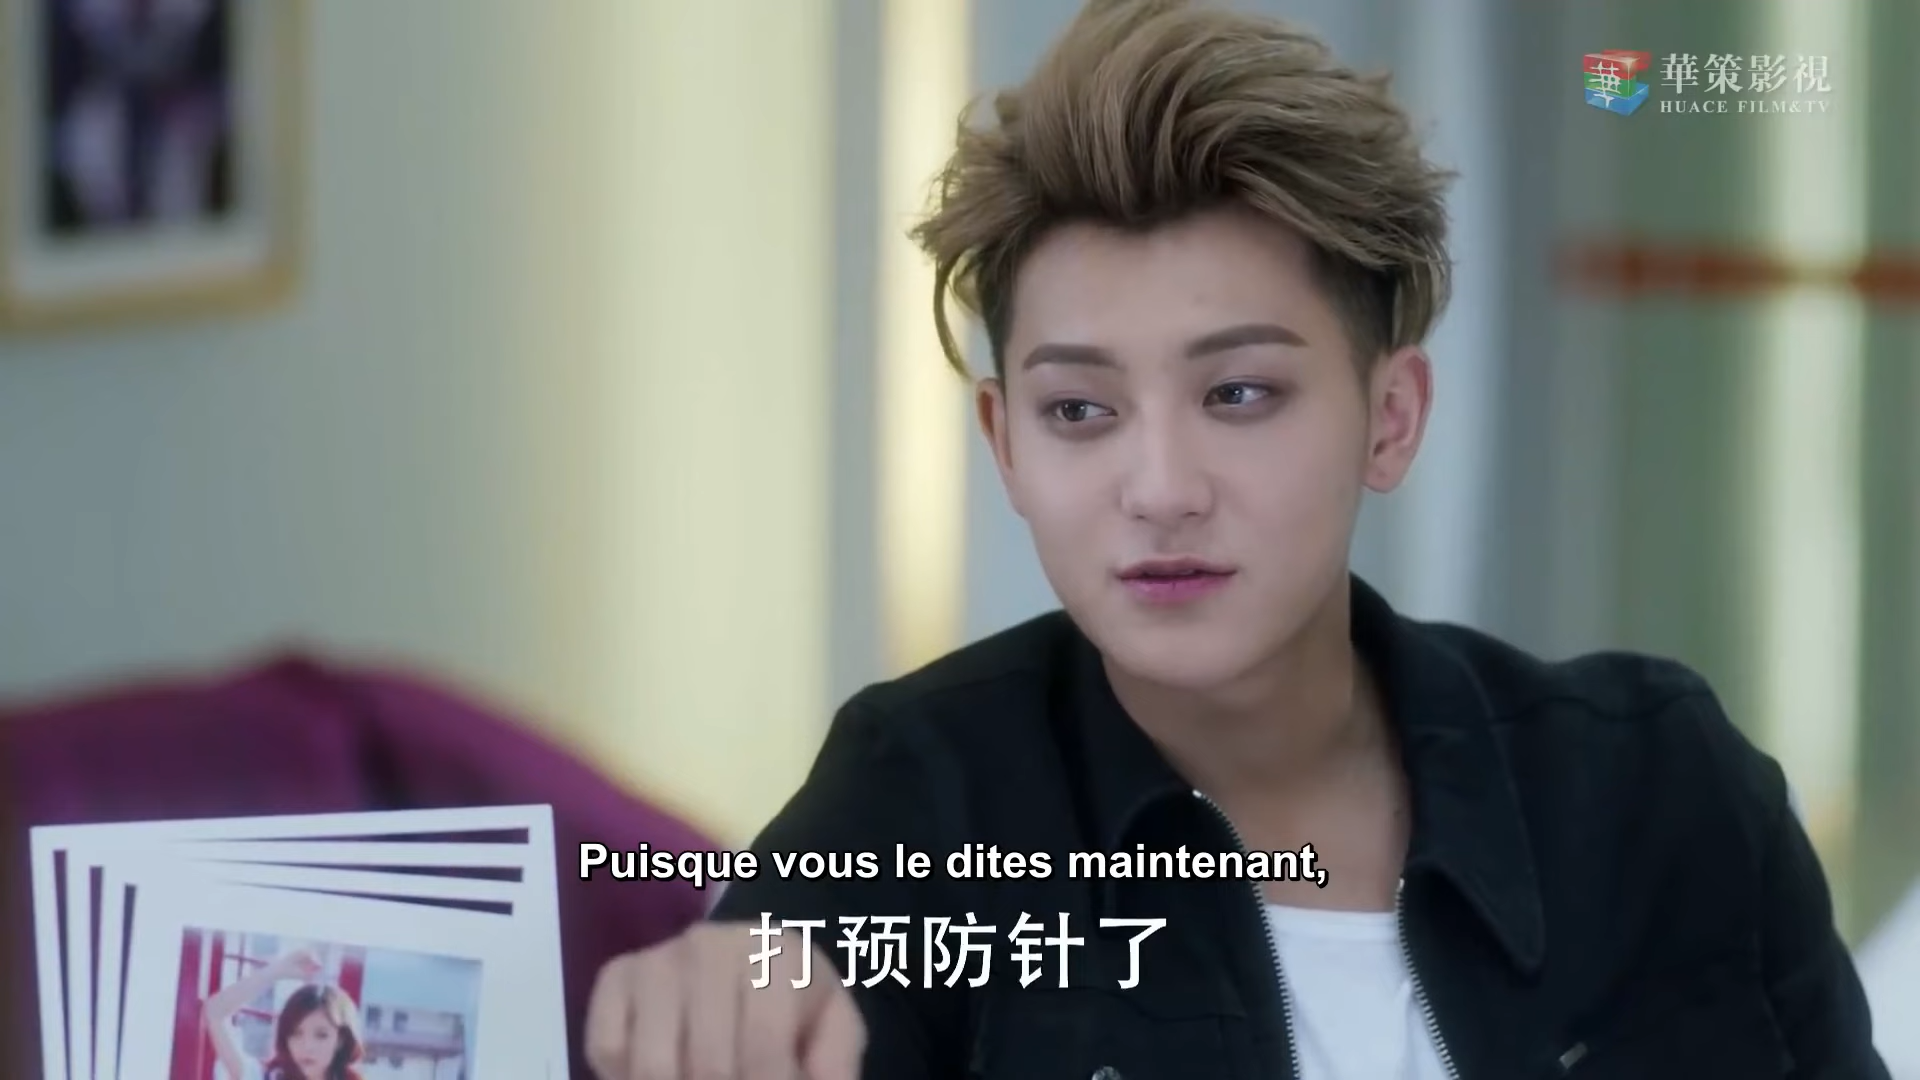 華策影視
HUACE FILM&TV
Puisque vous le dites maintenant,
打预防针了